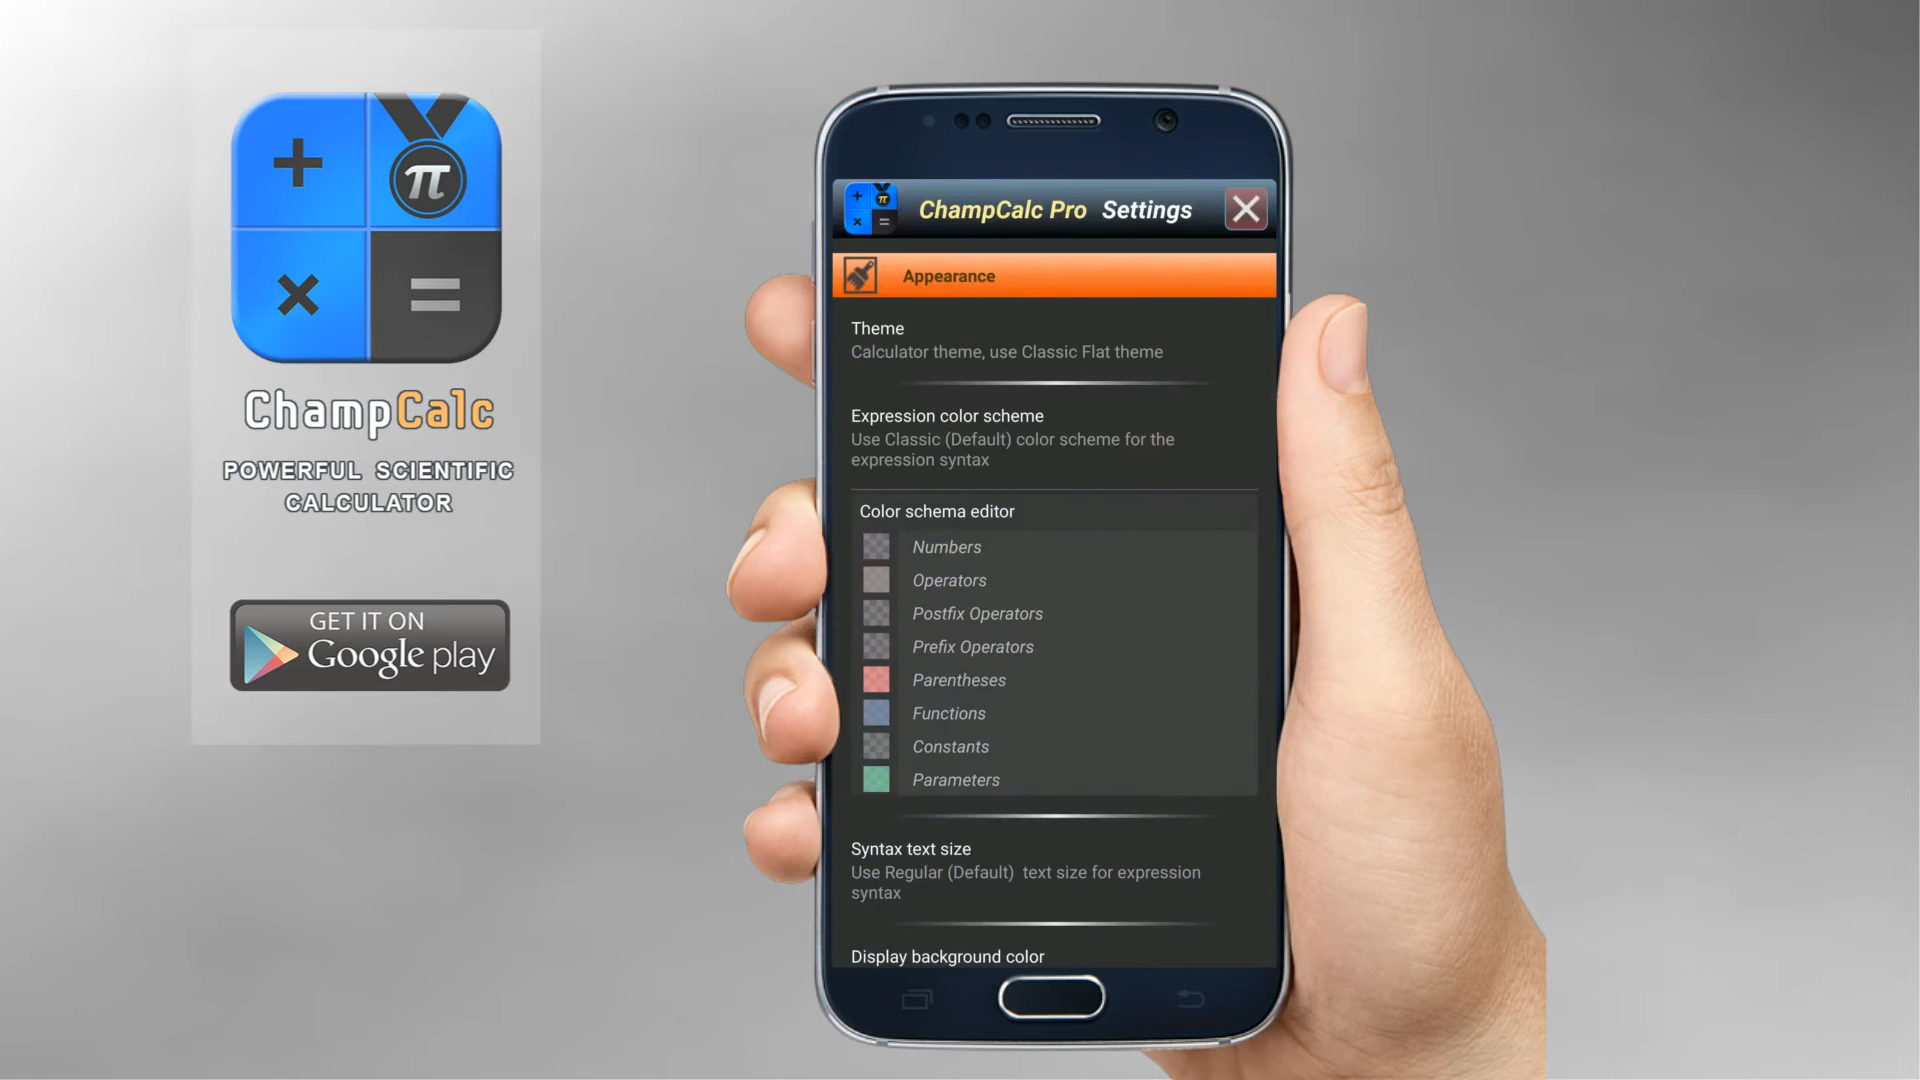 ChampCalc
POWERFUL SCIENTIFIC
CALCULATOR
GET IT ON
Google play
ChampCalc Pro Settings
Appearance
Theme
Calculator theme, use Classic Flat theme
Expression color scheme
Use Classic (Default) color scheme for the
expression syntax
Color schema editor
Numbers
Operators
Postfix Operators
Prefix Operators
Parentheses
Functions
Constants
Parameters
Syntax text size
Use Regular (Default) text size for expression
syntax
Display background color